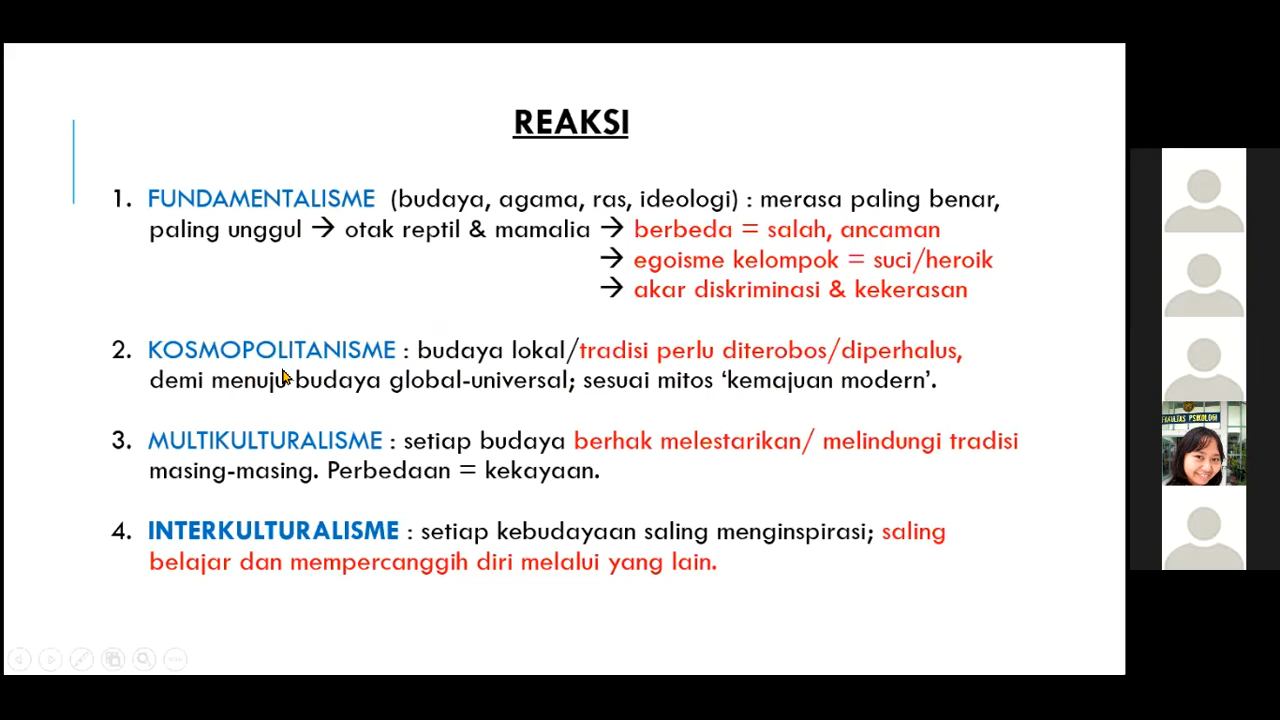 REAKSI
1. FUNDAMENTALISME (budaya, agama, ras, ideologi) : merasa paling benar,
paling unggul → otak reptil & mamalia → berbeda = salah, ancaman
→ egoisme kelompok = suci/heroik
→ akar diskriminasi & kekerasan
2. KOSMOPOLITANISME : budaya lokal/tradisi perlu diterobos/diperhalus,
demi menuju budaya global-universal; sesuai mitos ‘kemajuan modern’.
3. MULTIKULTURALISME : setiap budaya berhak melestarikan/ melindungi tradisi
masing-masing. Perbedaan = kekayaan.
4. INTERKULTURALISME : setiap kebudayaan saling menginspirasi; saling
belajar dan mempercanggih diri melalui yang lain.
FAKULTAS PSIKOLOGI